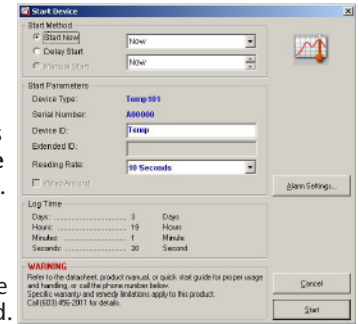 Start Device
Start Method
Start Now
Now
Delay Start
Now
Manual Start
Start Parameters
Device Type: Temp101
Serial Number: A00000
Device ID: Temp
Extended ID:
Reading Rate: 10 Seconds
Wrap Around
Alarm Settings...
Log Time
Days: 3 Days
Hours: 19 Hours
Minutes: 1 Minute
Seconds: 20 Second
WARNING
Refer to the datasheet, product manual, or quick start guide for proper usage
and handling, or call the phone number below.
Specific warranty and remedy limitations apply to this product.
Call (603) 456-2011 for details.
Cancel
Start
s
e
.
e
d.